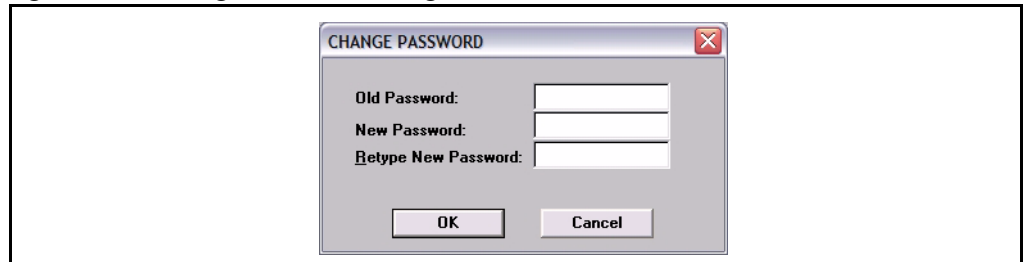 CHANGE PASSWORD
Old Password:
New Password:
Retype New Password:
OK Cancel